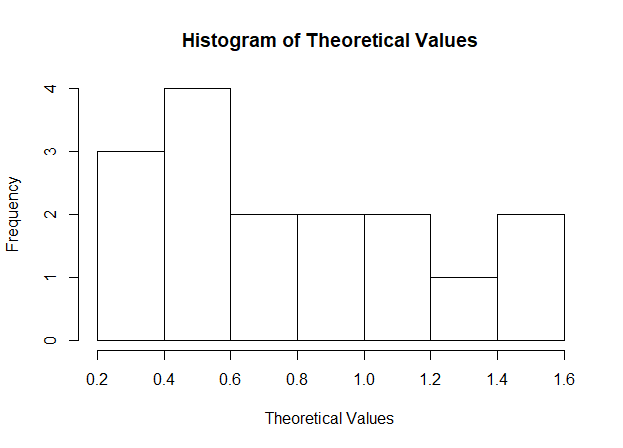 Histogram of Theoretical Values
Frequency
4
3
2
1
0
0.2 0.4 0.6 0.8 1.0 1.2 1.4 1.6
Theoretical Values